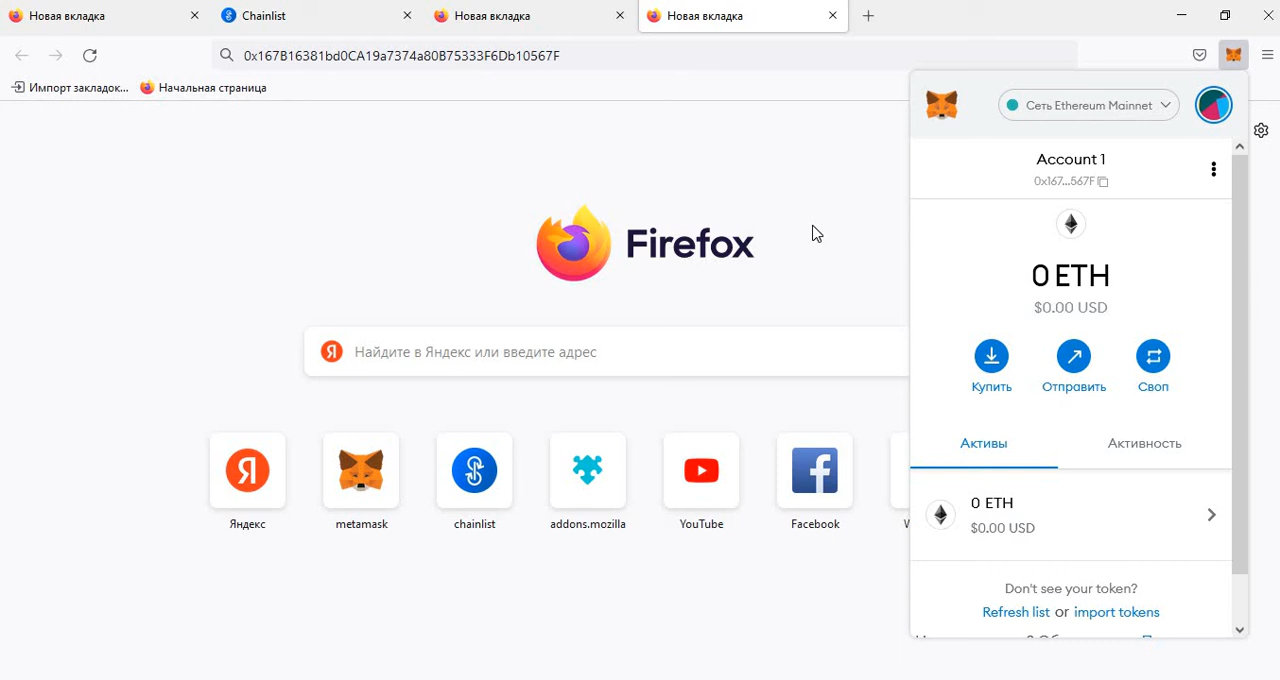 Новая вкладка
Chainlist
Новая вкладка
Новая вкладка
0x167B16381bd0CA19a7374a80B75333F6Db10567F
Импорт закладок...
Начальная страница
Сеть Ethereum Mainnet
Account 1
0x167...567F
0 ETH
$0.00 USD
Купить
Отправить
Своп
Активы
Активность
0 ETH
$0.00 USD
Don't see your token?
Refresh list or import tokens
Firefox
Найдите в Яндекс или введите адрес
Яндекс
metamask
chainlist
addons.mozilla
YouTube
Facebook